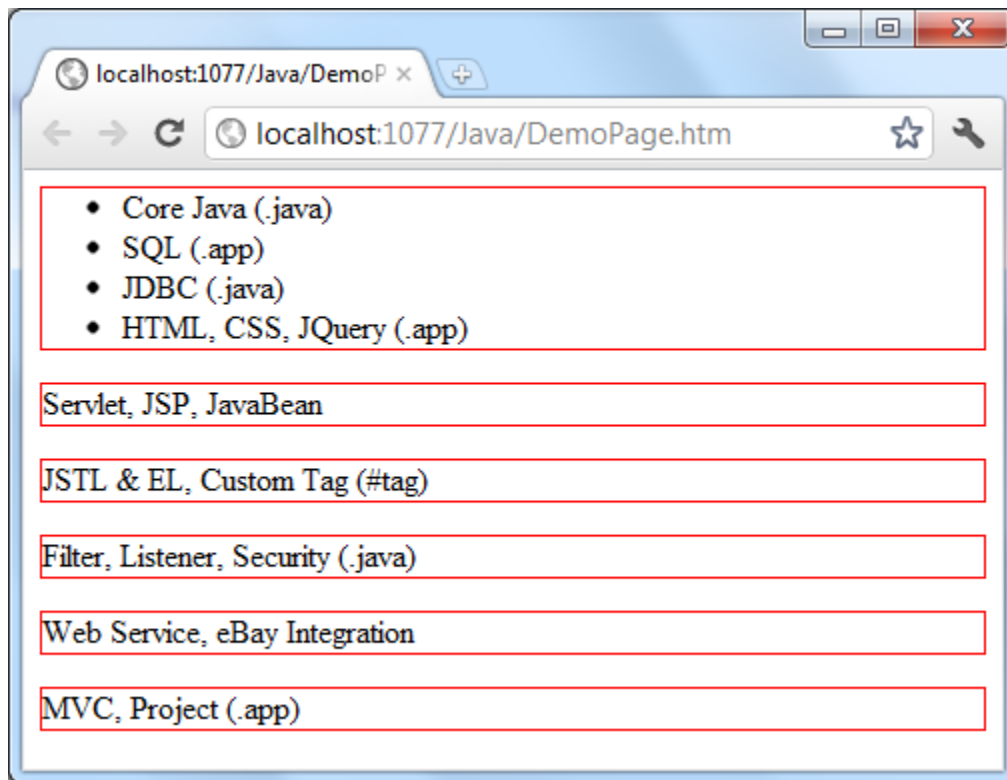 localhost:1077/Java/DemoP
localhost:1077/Java/DemoPage.htm
Core Java (.java)
SQL (.app)
JDBC (.java)
HTML, CSS, JQuery (.app)
Servlet, JSP, JavaBean
JSTL & EL, Custom Tag (#tag)
Filter, Listener, Security (.java)
Web Service, eBay Integration
MVC, Project (.app)